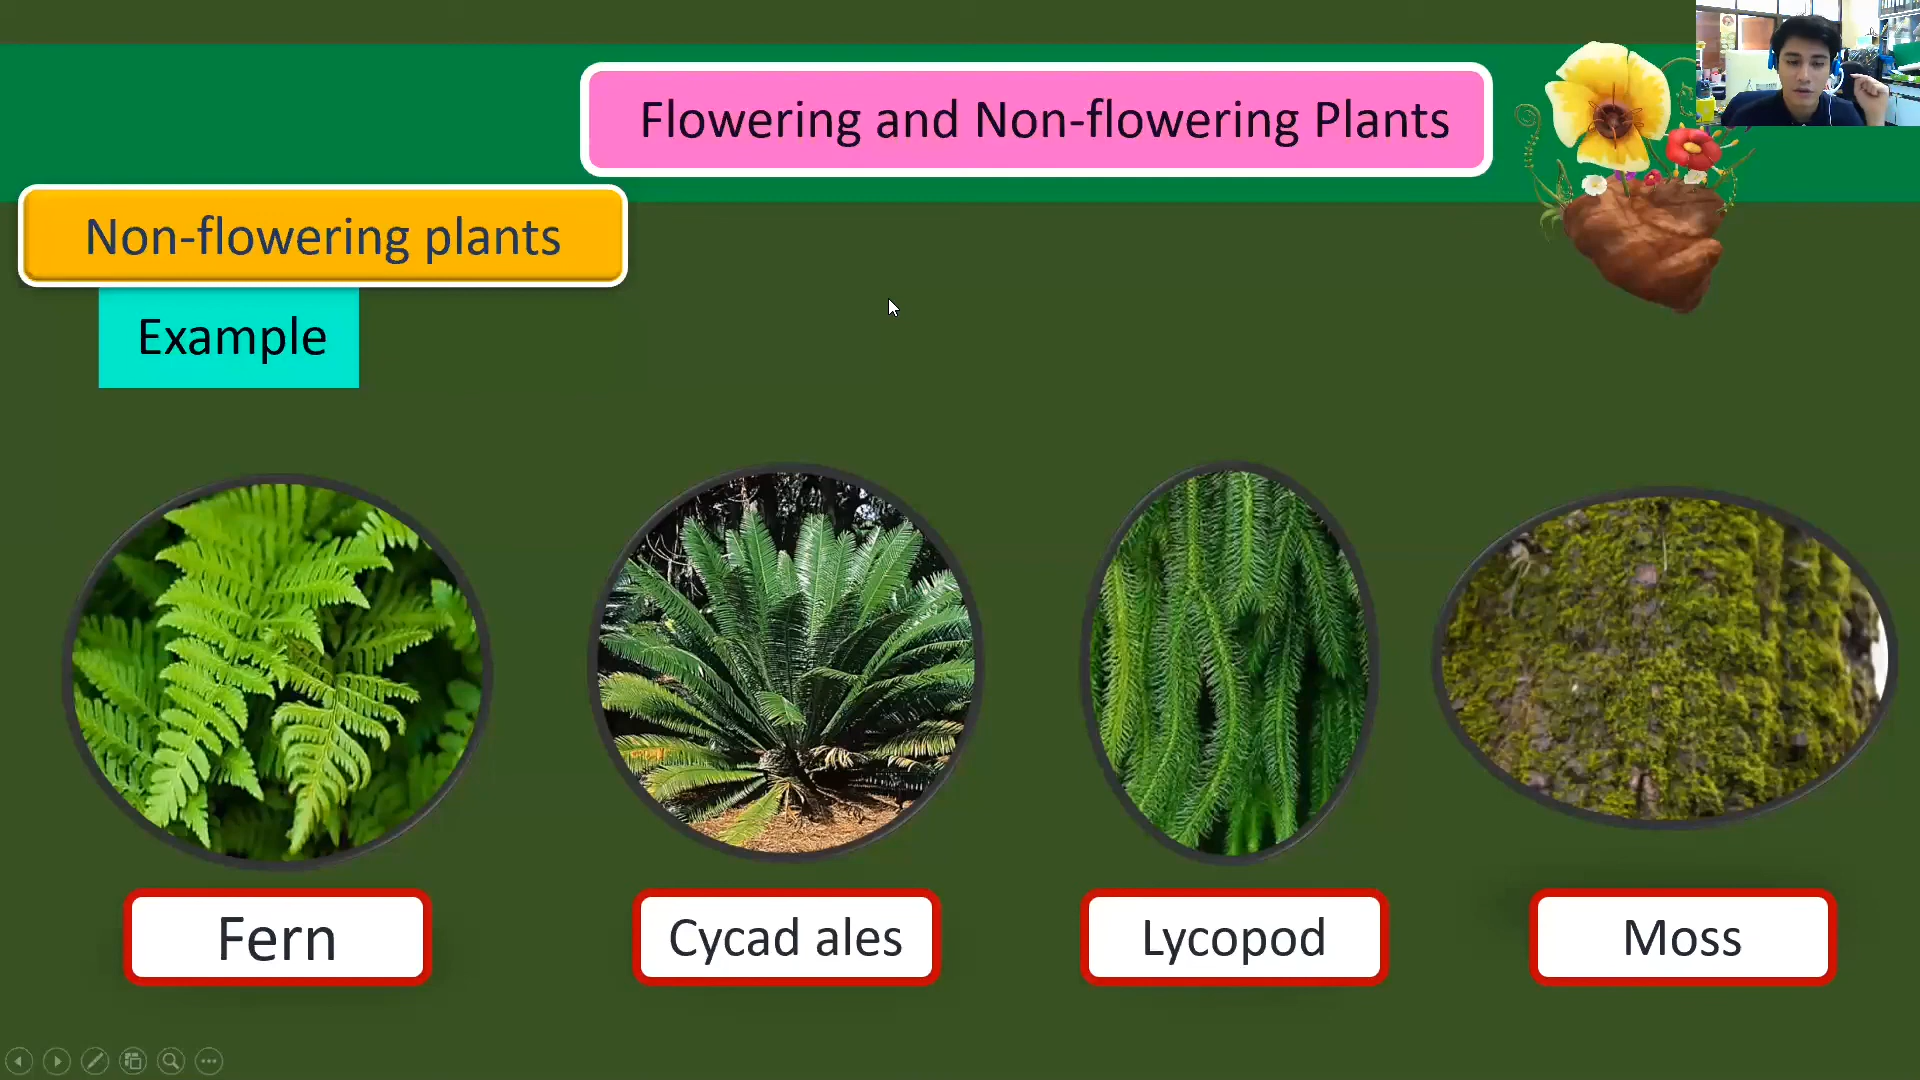 Flowering and Non-flowering Plants
Non-flowering plants
Example
Fern
Cycad ales
Lycopod
Moss